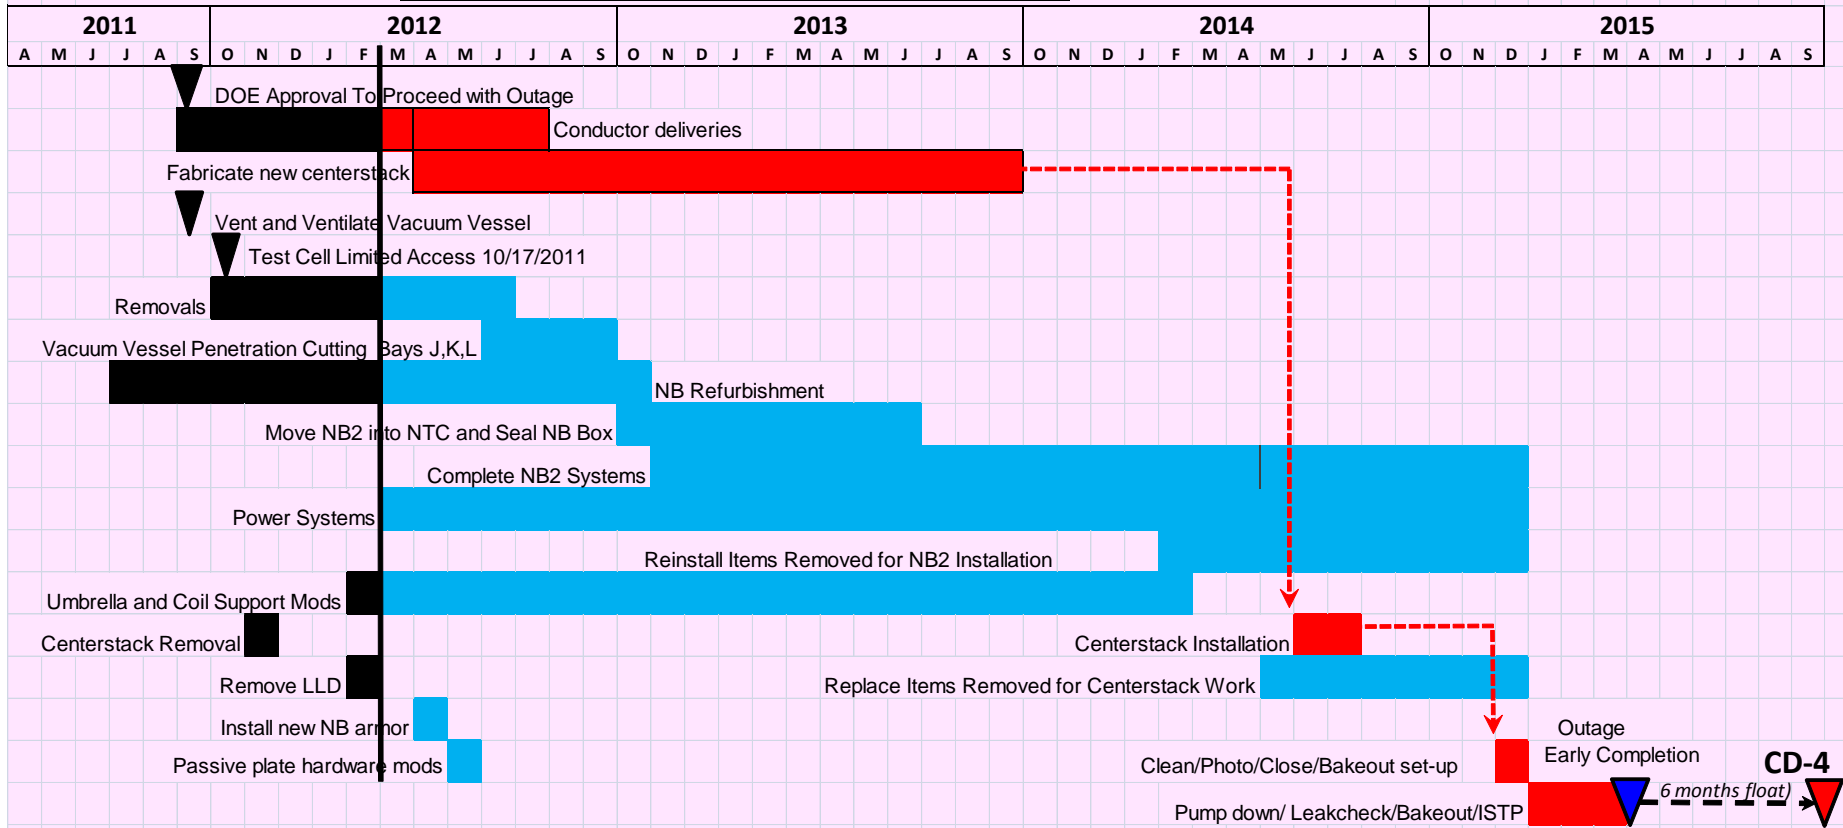 2011 2012 2013 2014 2015
A M J J A S O N D J F M A M J J A S O N D J F M A M J J A S O N D J F M A M J J A S O N D J F M A M J J A S
DOE Approval To Proceed with Outage
Conductor deliveries
Fabricate new centerstack
Vent and Ventilate Vacuum Vessel
Test Cell Limited Access 10/17/2011
Removals
Vacuum Vessel Penetration Cutting Bays J,K,L
NB Refurbishment
Move NB2 into NTC and Seal NB Box
Complete NB2 Systems
Power Systems
Reinstall Items Removed for NB2 Installation
Umbrella and Coil Support Mods
Centerstack Removal Centerstack Installation
Remove LLD Replace Items Removed for Centerstack Work
Install new NB armor Outage
Early Completion
Passive plate hardware mods Clean/Photo/Close/Bakeout set-up CD-4
6 months float)
Pump down/ Leakcheck/Bakeout/ISTP